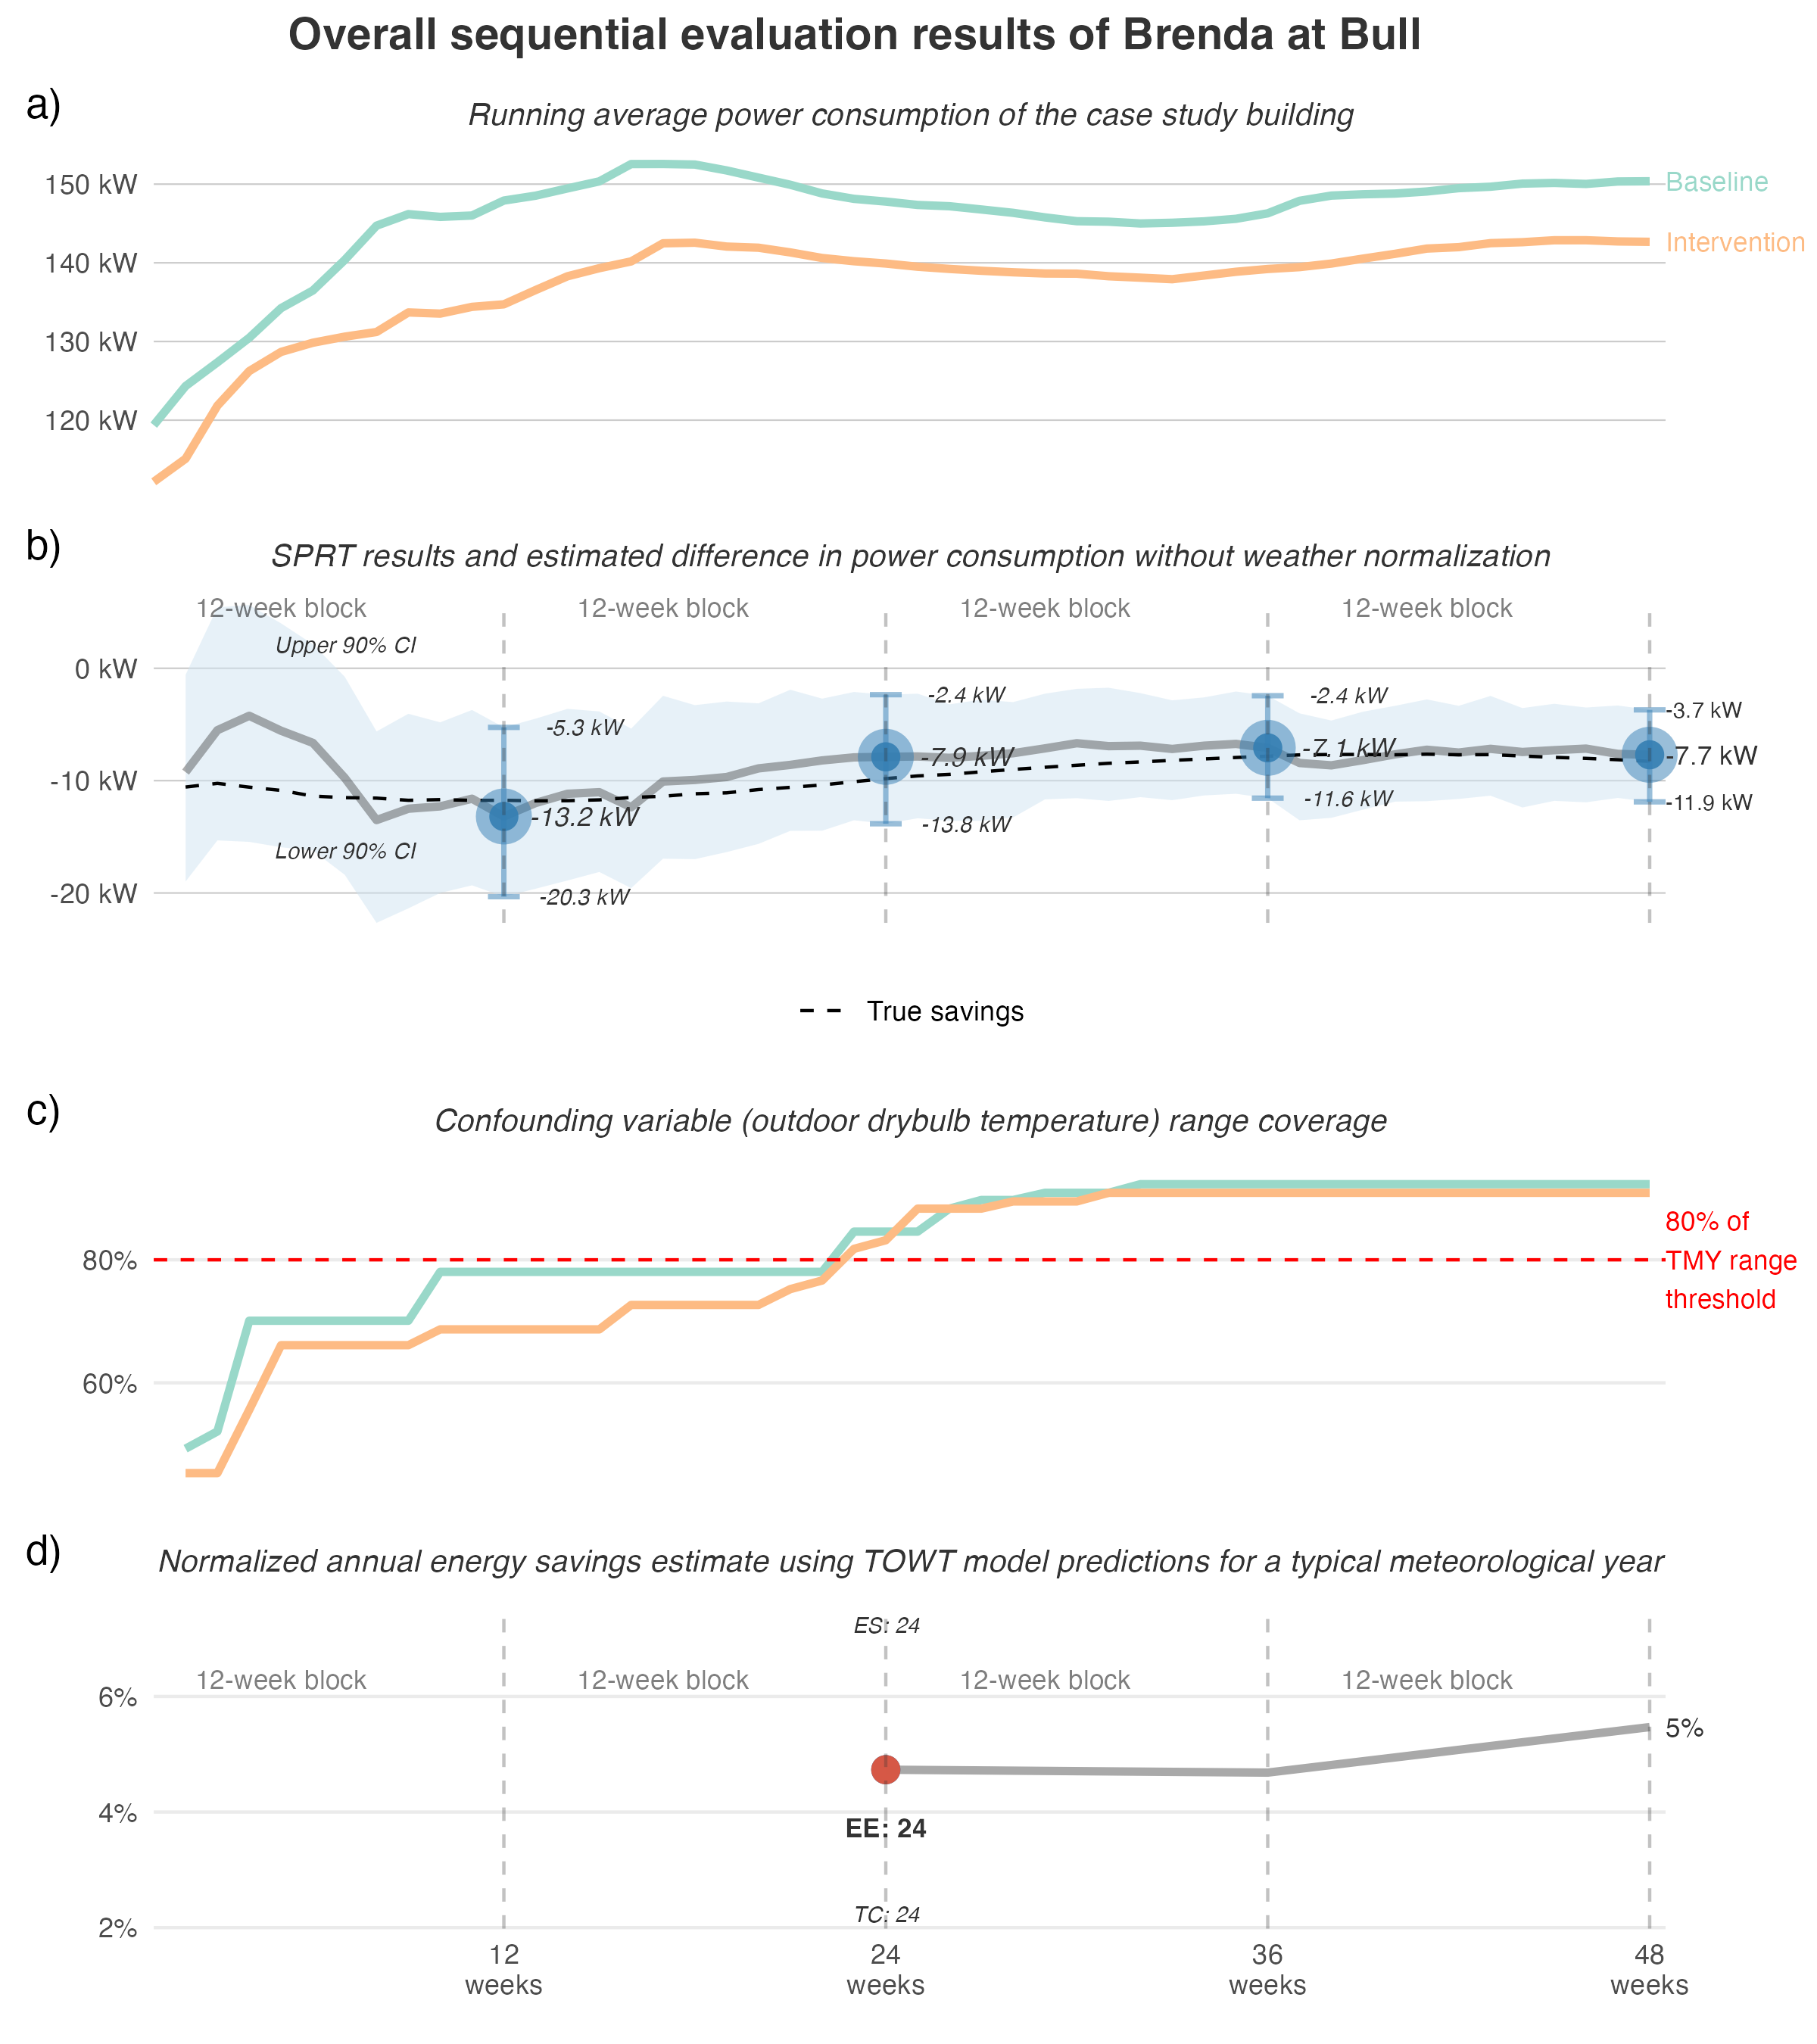 Overall sequential evaluation results of Brenda at Bull
a)
Running average power consumption of the case study building
150 kW
140 kW
130 kW
120 kW
Baseline
Intervention
b)
SPRT results and estimated difference in power consumption without weather normalization
12-week block 12-week block 12-week block 12-week block
Upper 90% CI
0 kW
-10 kW
-20 kW
Lower 90% CI
-5.3 kW
-13.2 kW
-20.3 kW
-2.4 kW
-7.9 kW
-13.8 kW
-2.4 kW
-7.1 kW
-11.6 kW
-3.7 kW
-7.7 kW
-11.9 kW
True savings
c)
Confounding variable (outdoor drybulb temperature) range coverage
80%
60%
80% of
TMY range
threshold
d)
Normalized annual energy savings estimate using TOWT model predictions for a typical meteorological year
ES: 24
12-week block 12-week block 12-week block 12-week block
6%
4%
2%
5%
EE: 24
TC: 24
12
weeks
24
weeks
36
weeks
48
weeks